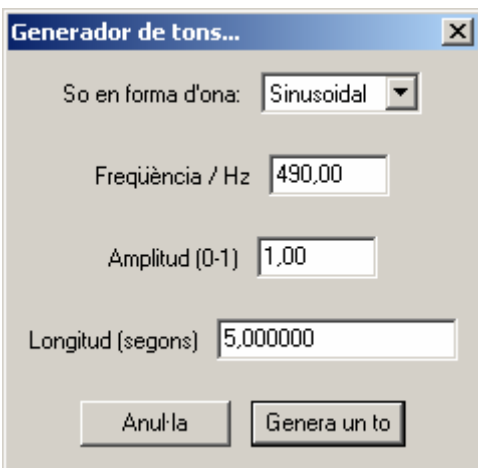 Generador de tons...
So en forma d'ona: Sinusoidal
Freqüència / Hz 490,00
Amplitud (0-1) 1,00
Longitud (segons) 5,000000
Anul·la Genera un to